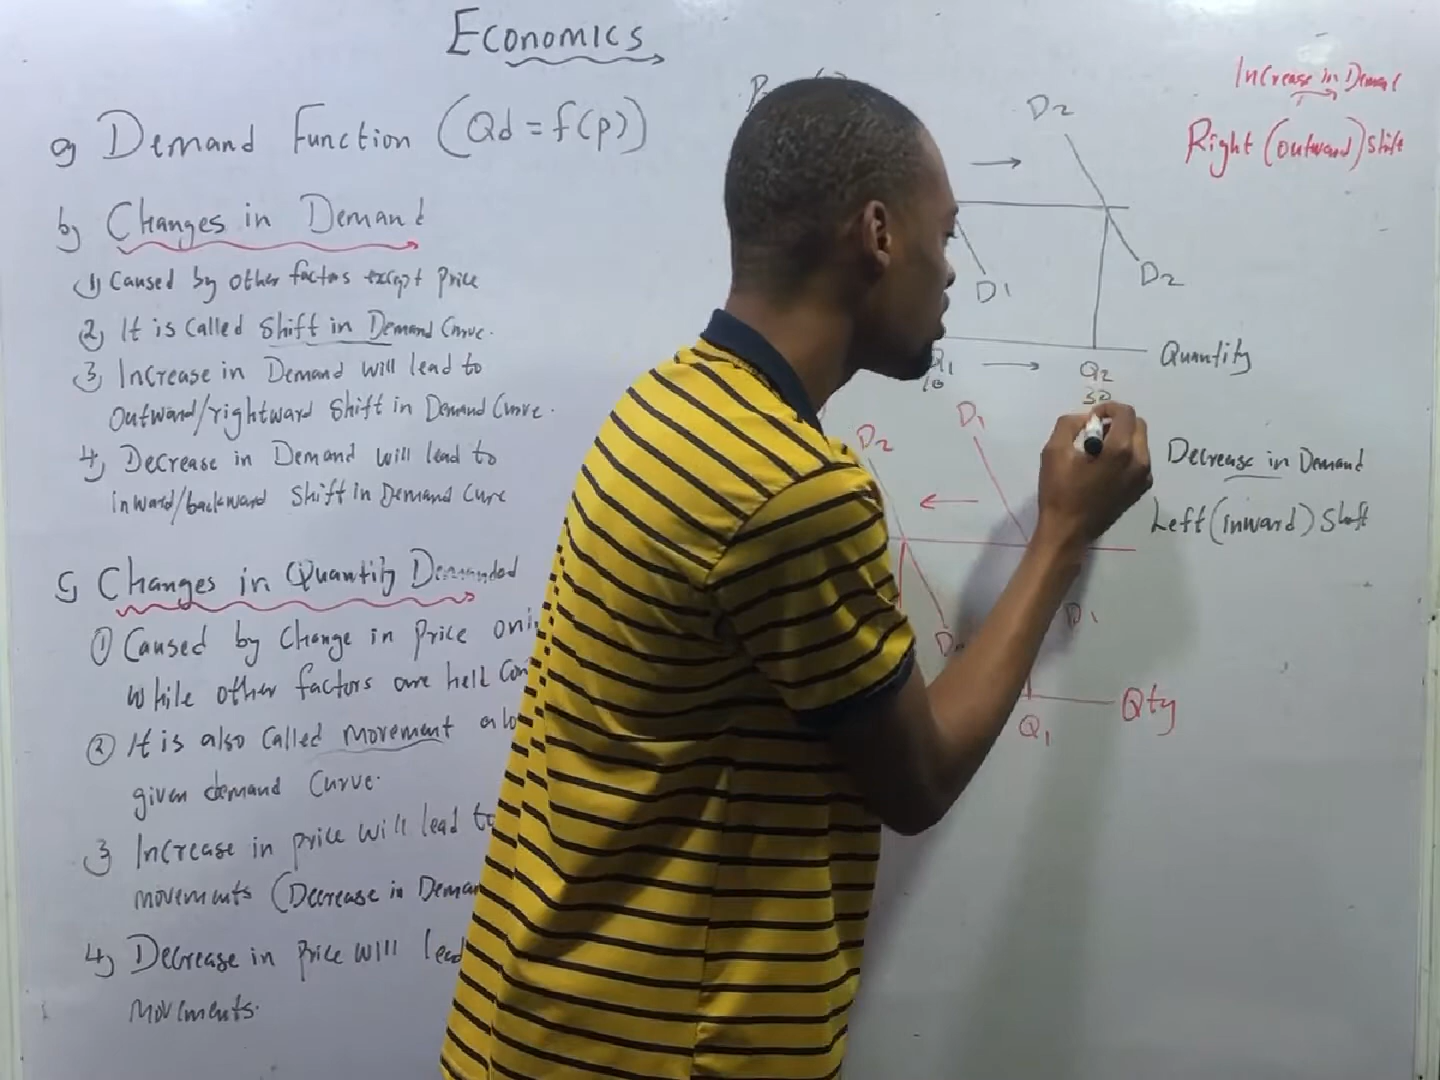 Economics
a) Demand Function (Qd = f(p))
b) Changes in Demand
1) Caused by other factors except price
2) It is called shift in Demand Curve.
3) Increase in Demand will lead to
outward/rightward shift in Demand Curve.
4) Decrease in Demand will lead to
inward/backward shift in Demand Curve
c) Changes in Quantity Demanded
1) Caused by change in price
while other factors are held
2) It is also called movement
given demand Curve.
3) Increase in price will lead to
movements (Decrease in
4) Decrease in price will lead
movements.
Increase in Demand
Right (outward) shift
D2
D1
D2
Q1
10
Q2
30
Quantity
D2
D1
Decrease in Demand
Left (inward) Shift
D1
Q1
Qty